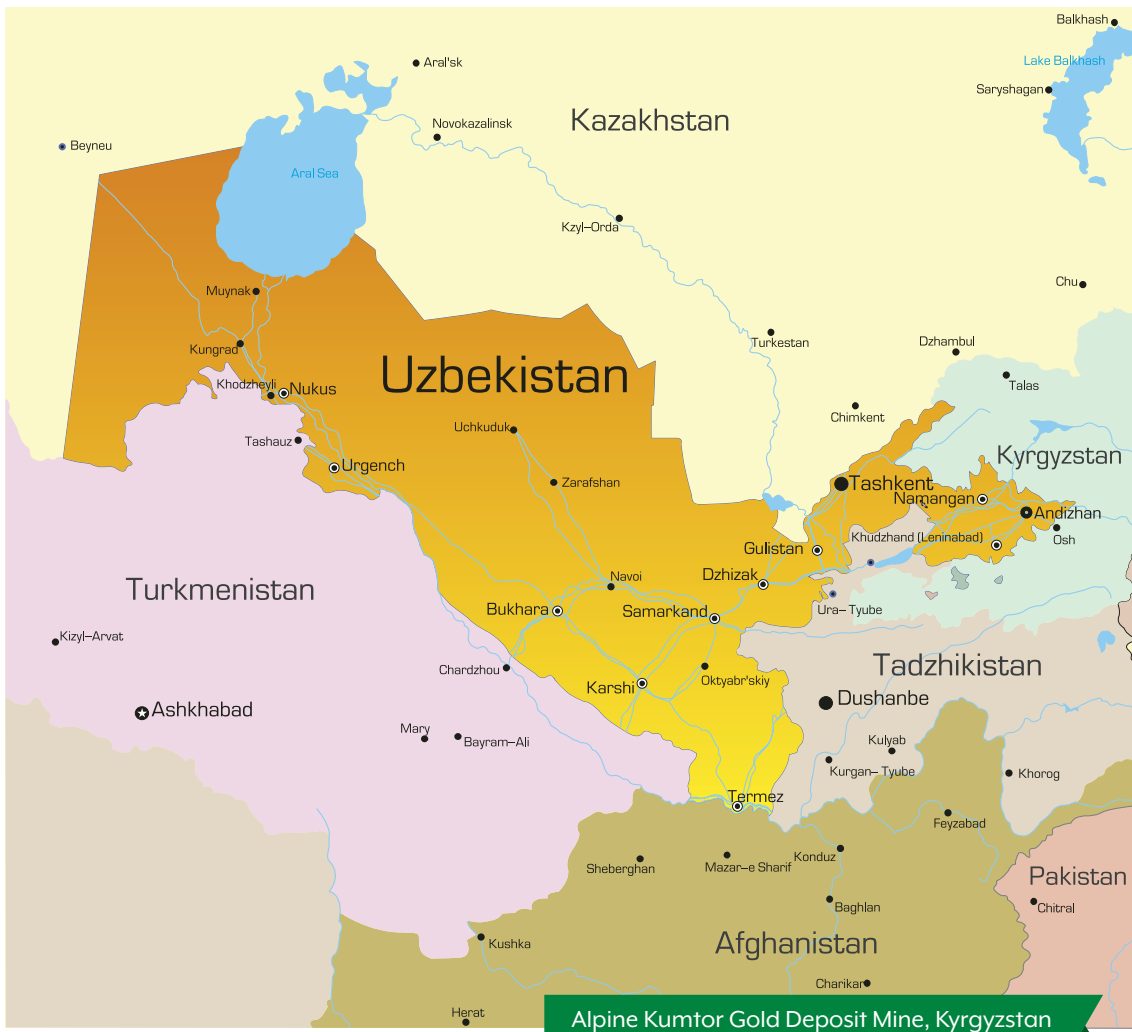 Balkhash
Lake Balkhash
Aral'sk
Saryshagan
Kazakhstan
Novokazalinsk
Beyneu
Aral Sea
Kzyl-Orda
Chu
Muynak
Turkestan
Dzhambul
Kungrad
Uzbekistan
Talas
Khodzheyli
Nukus
Chimkent
Uchkuduk
Tashauz
Kyrgyzstan
Urgench
Zarafshan
Tashkent
Namangan
Andizhan
Khudzhand (Leninabad)
Osh
Gulistan
Dzhizak
Navoi
Turkmenistan
Bukhara
Samarkand
Ura-Tyube
Kizyl-Arvat
Chardzhou
Oktyabr'skiy
Tadzhikistan
Karshi
Dushanbe
Ashkhabad
Mary
Bayram-Ali
Kulyab
Kurgan-Tyube
Khorog
Termez
Feyzabad
Sheberghan
Mazar-e Sharif
Konduz
Pakistan
Chitral
Baghlan
Kushka
Afghanistan
Charikar
Herat
Alpine Kumtor Gold Deposit Mine, Kyrgyzstan